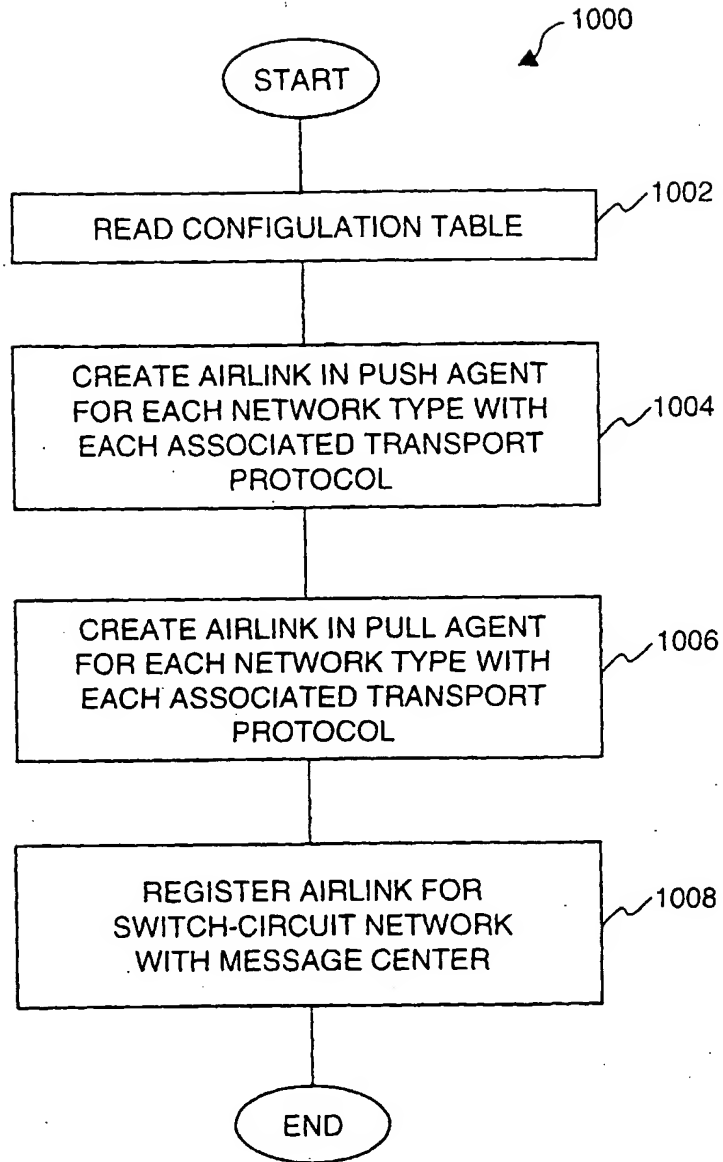 1000
START
READ CONFIGULATION TABLE
1002
CREATE AIRLINK IN PUSH AGENT
FOR EACH NETWORK TYPE WITH
EACH ASSOCIATED TRANSPORT
PROTOCOL
1004
CREATE AIRLINK IN PULL AGENT
FOR EACH NETWORK TYPE WITH
EACH ASSOCIATED TRANSPORT
PROTOCOL
1006
REGISTER AIRLINK FOR
SWITCH-CIRCUIT NETWORK
WITH MESSAGE CENTER
1008
END